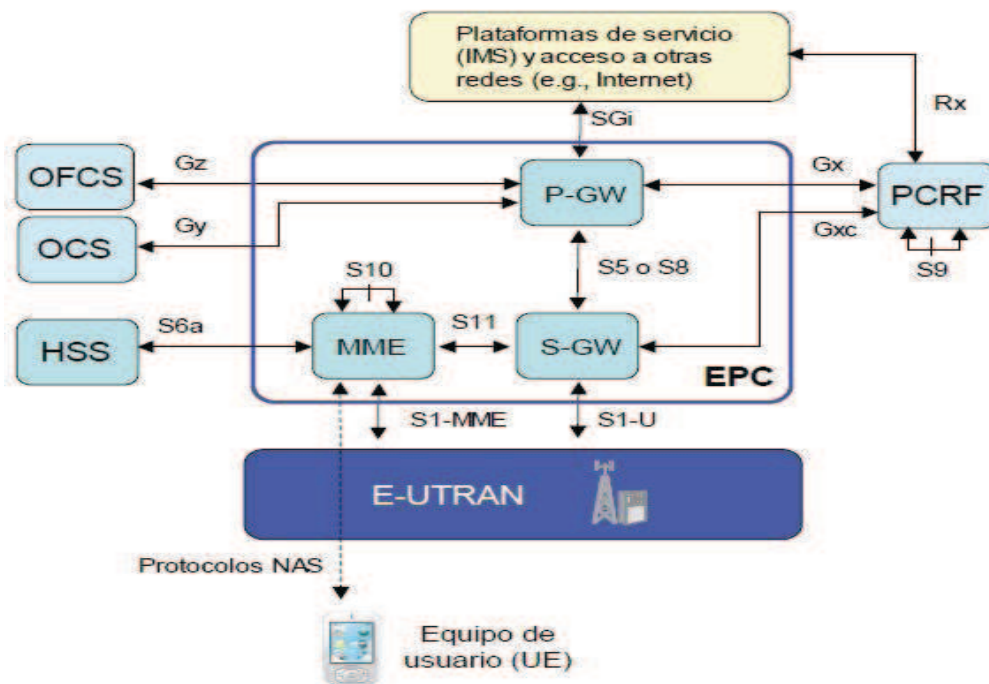 Plataformas de servicio
(IMS) y acceso a otras
redes (e.g., Internet)
Rx
SGi
OFCS
Gz
P-GW
Gx
PCRF
OCS
Gy
Gxc
S10
S5 o S8
S9
HSS
S6a
MME
S11
S-GW
EPC
S1-MME
S1-U
E-UTRAN
Protocolos NAS
Equipo de
usuario (UE)